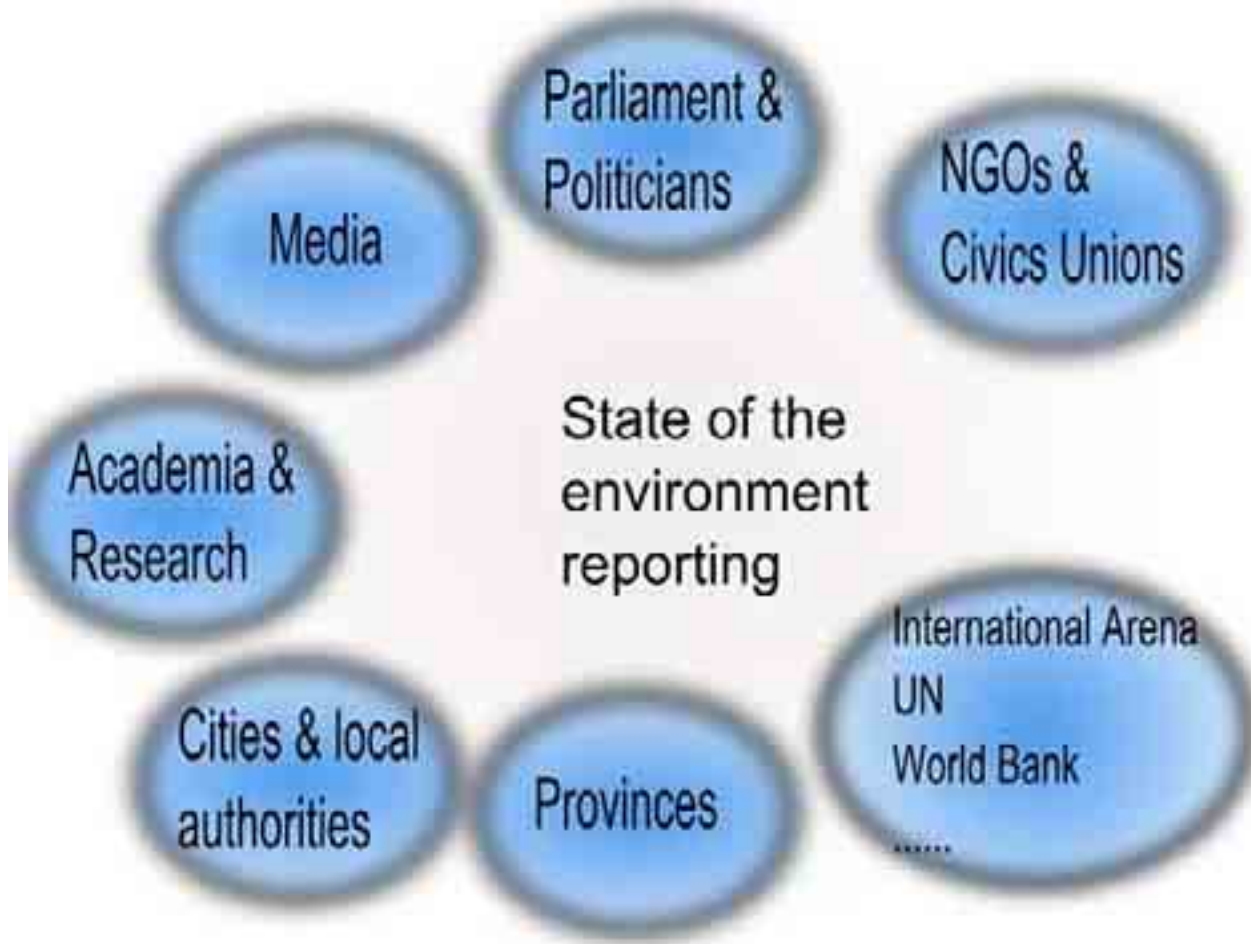 Parliament &
Politicians
NGOs &
Civics Unions
Media
State of the
environment
reporting
Academia &
Research
International Arena
UN
World Bank
......
Cities & local
authorities
Provinces